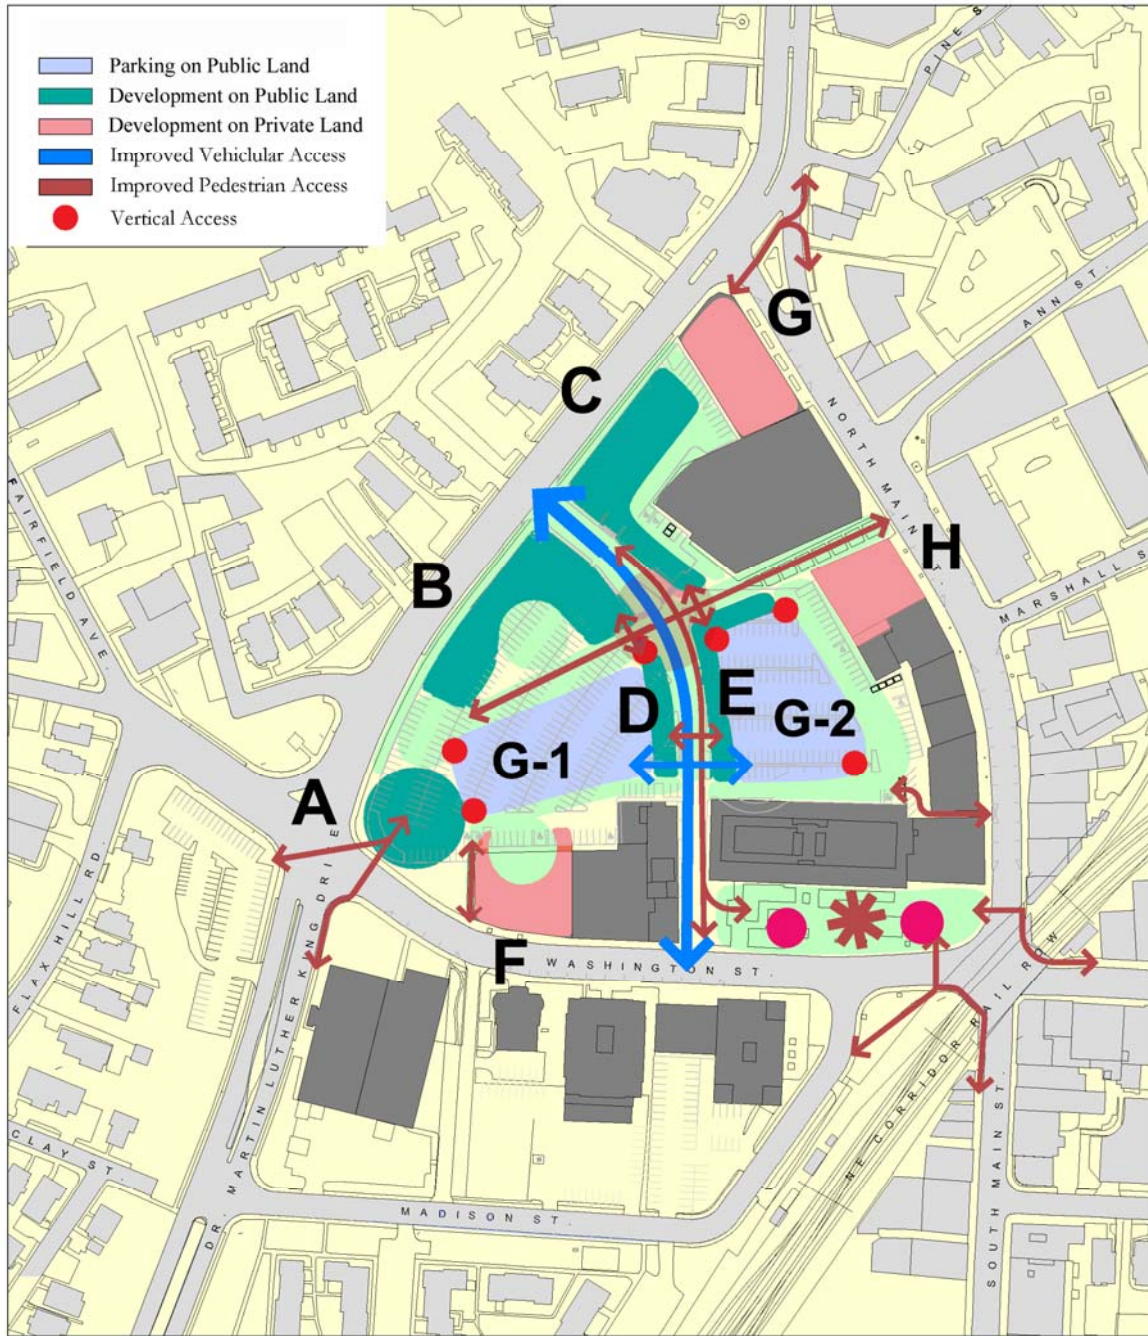 Parking on Public Land
Development on Public Land
Development on Private Land
Improved Vehiclular Access
Improved Pedestrian Access
Vertical Access
PINE S
ANN ST.
C
G
NORTH MAIN
FAIRFIELD AVE.
H
B
MARSHALL S
D
E
G-2
G-1
A
FLAX HILL RD.
F
WASHINGTON ST.
DR. MARTIN LUTHER KING DRIVE
NE CORRIDOR RAIL ROW
CLAY ST
MADISON ST.
SOUTH MAIN ST.